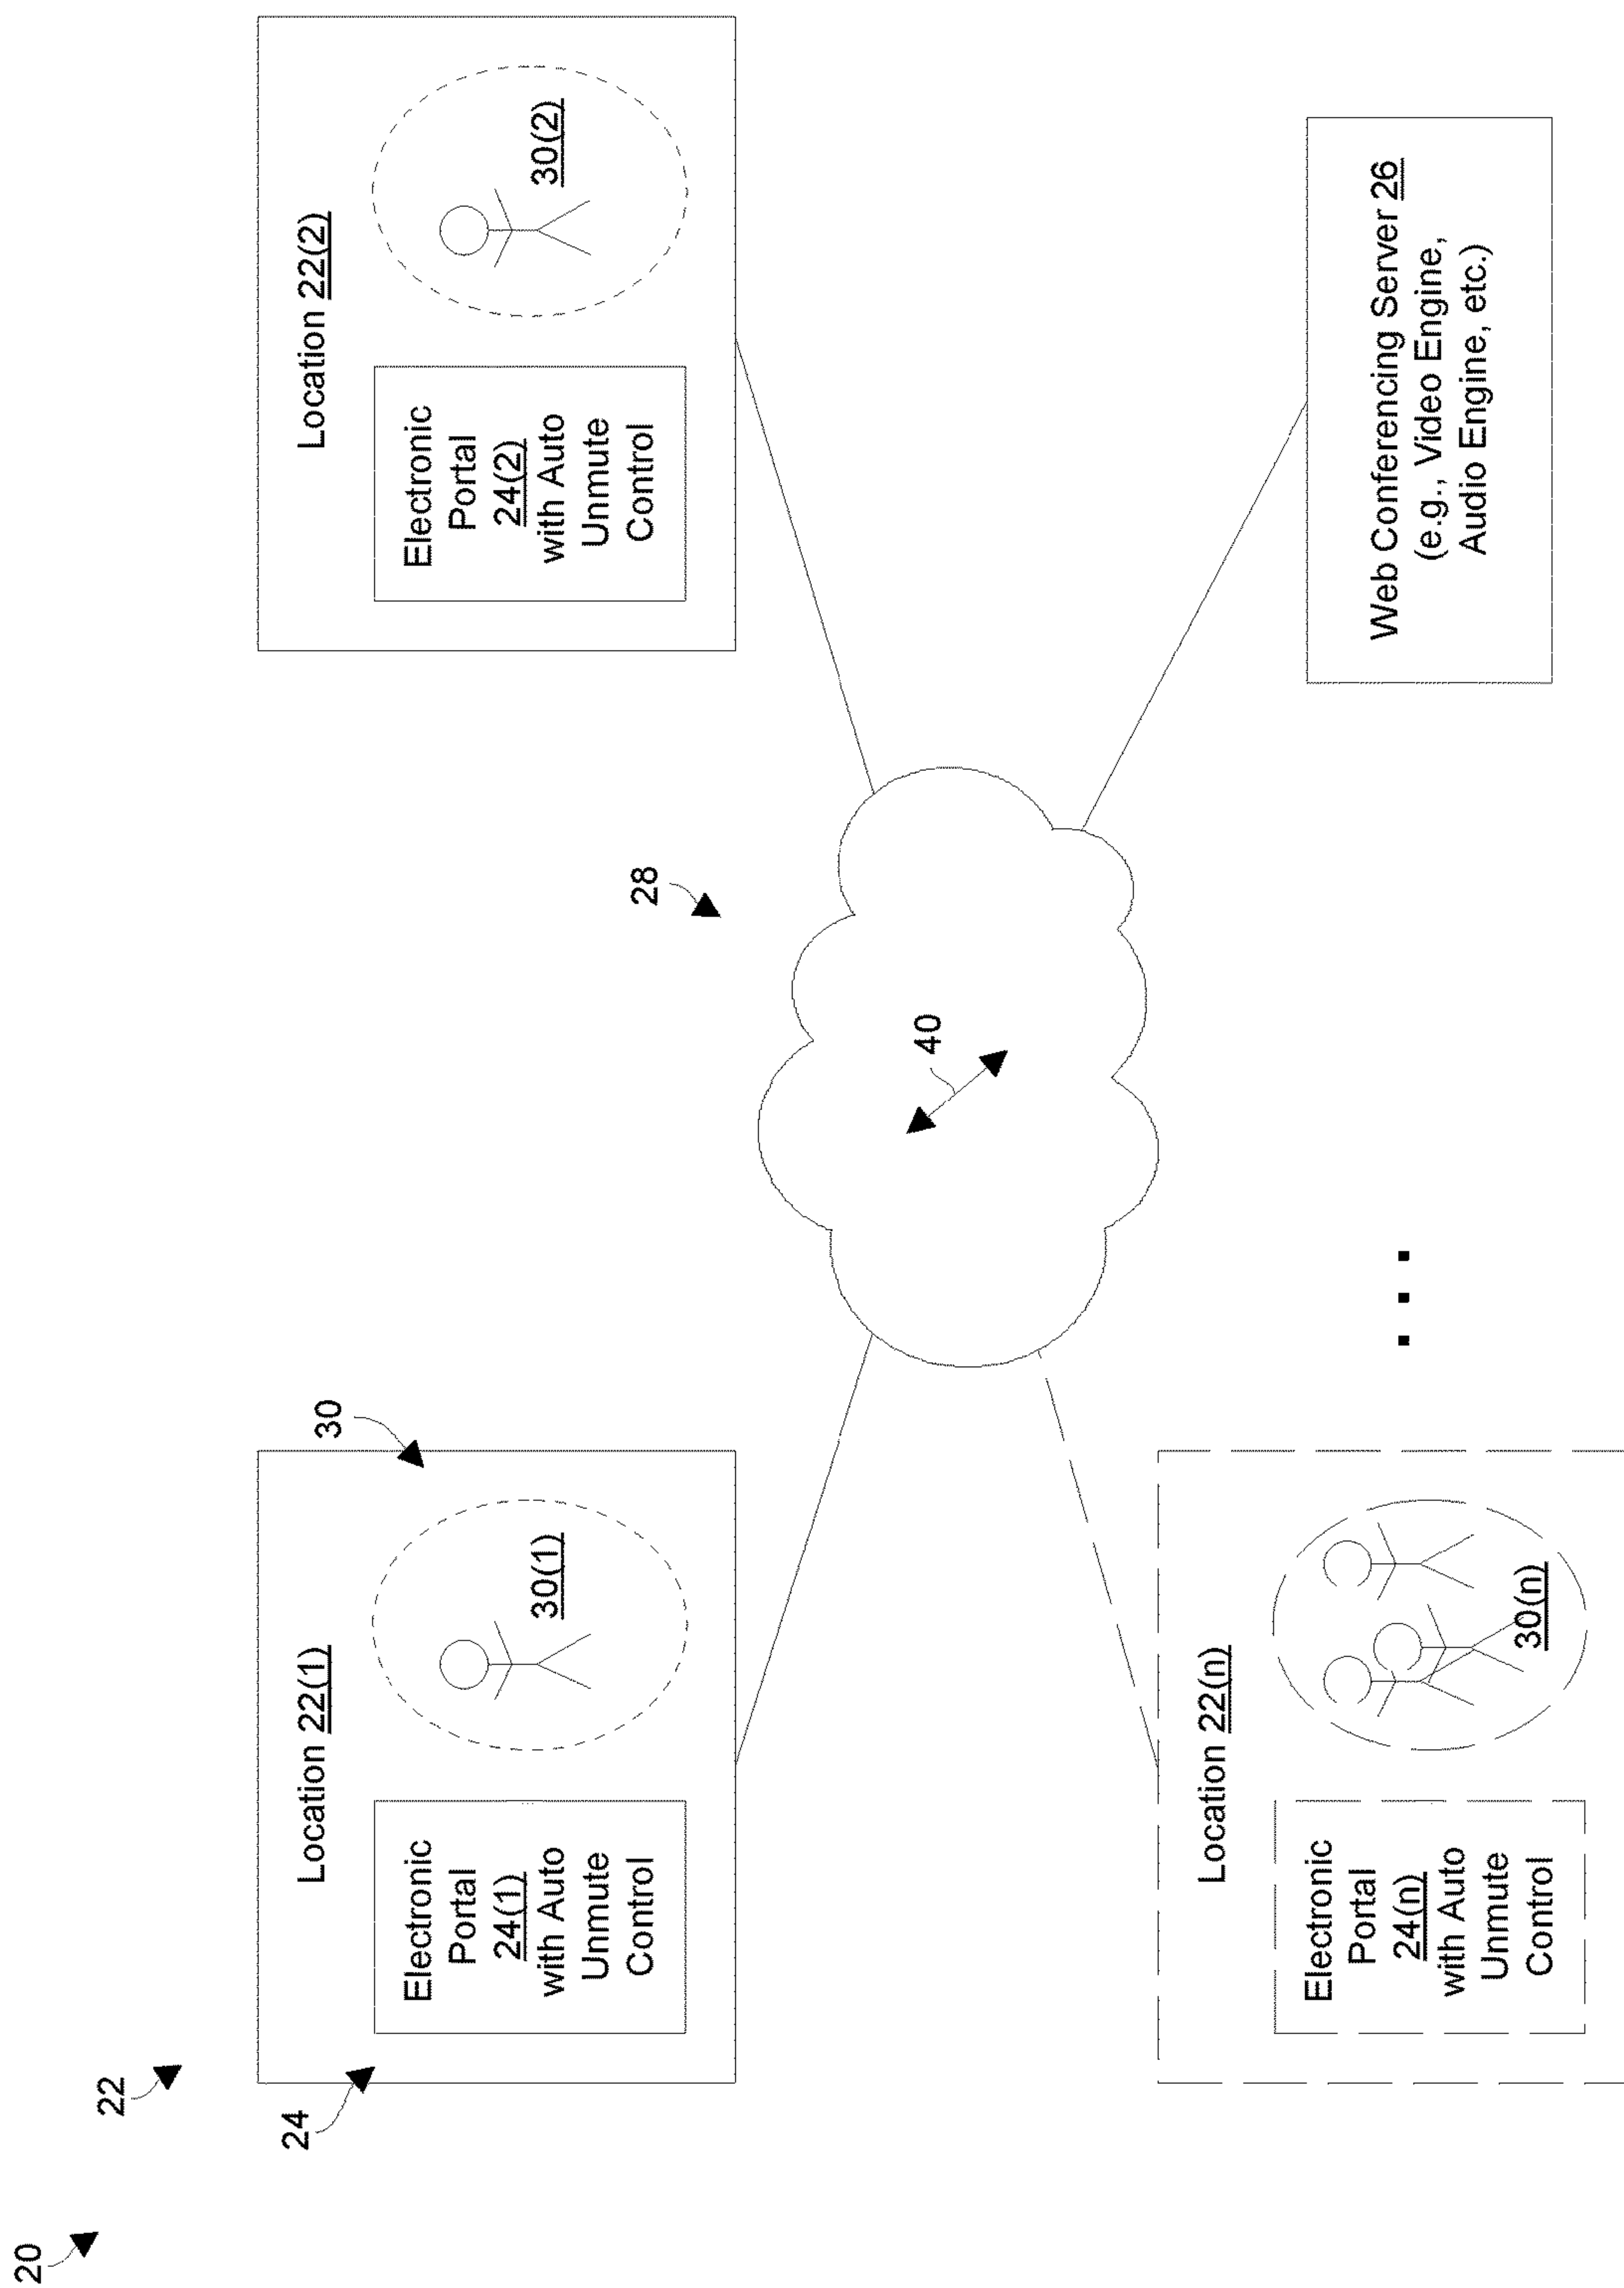 20
22
24
Location 22(1)
Electronic
Portal
24(1)
with Auto
Unmute
Control
30(1)
30
28
40
Location 22(2)
Electronic
Portal
24(2)
with Auto
Unmute
Control
30(2)
Location 22(n)
Electronic
Portal
24(n)
with Auto
Unmute
Control
30(n)
Web Conferencing Server 26
(e.g., Video Engine,
Audio Engine, etc.)